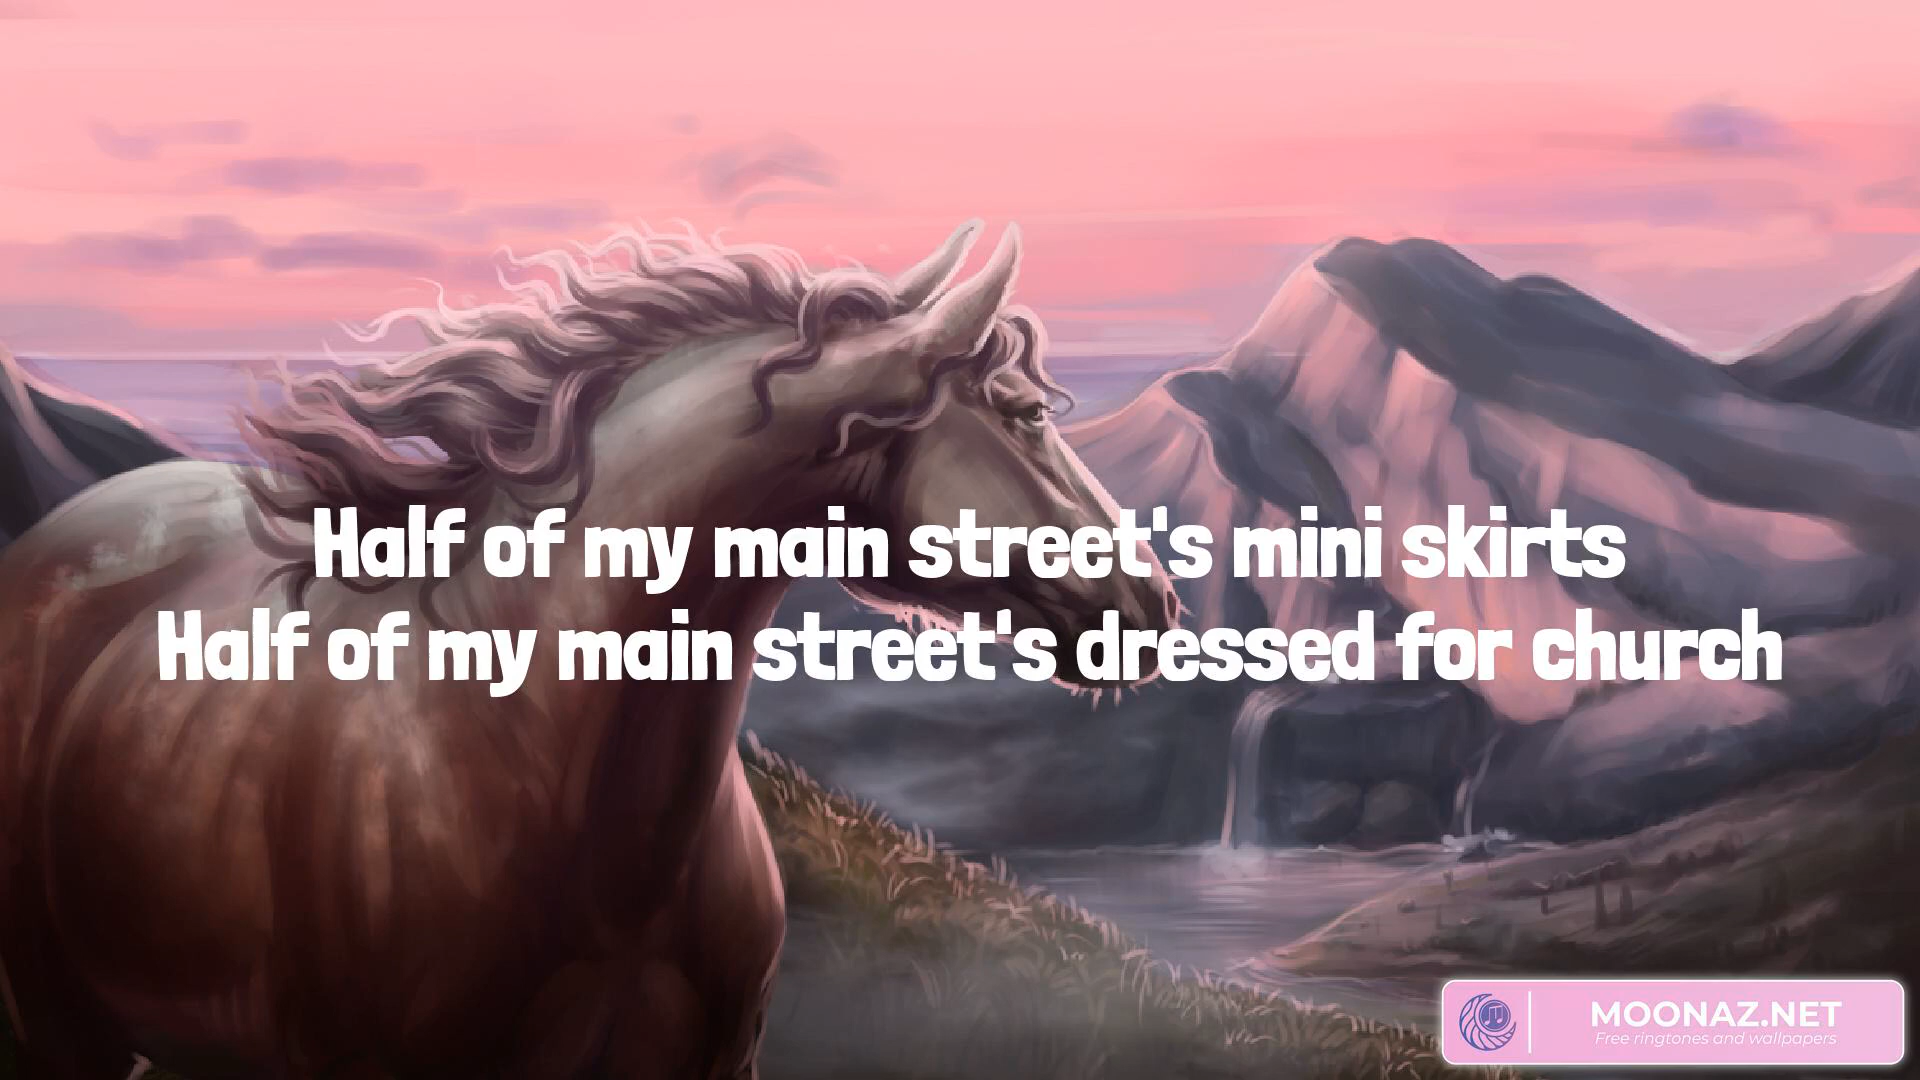 Half of my main street's mini skirts
Half of my main street's dressed for church
MOONAZ.NET
Free ringtones and wallpapers